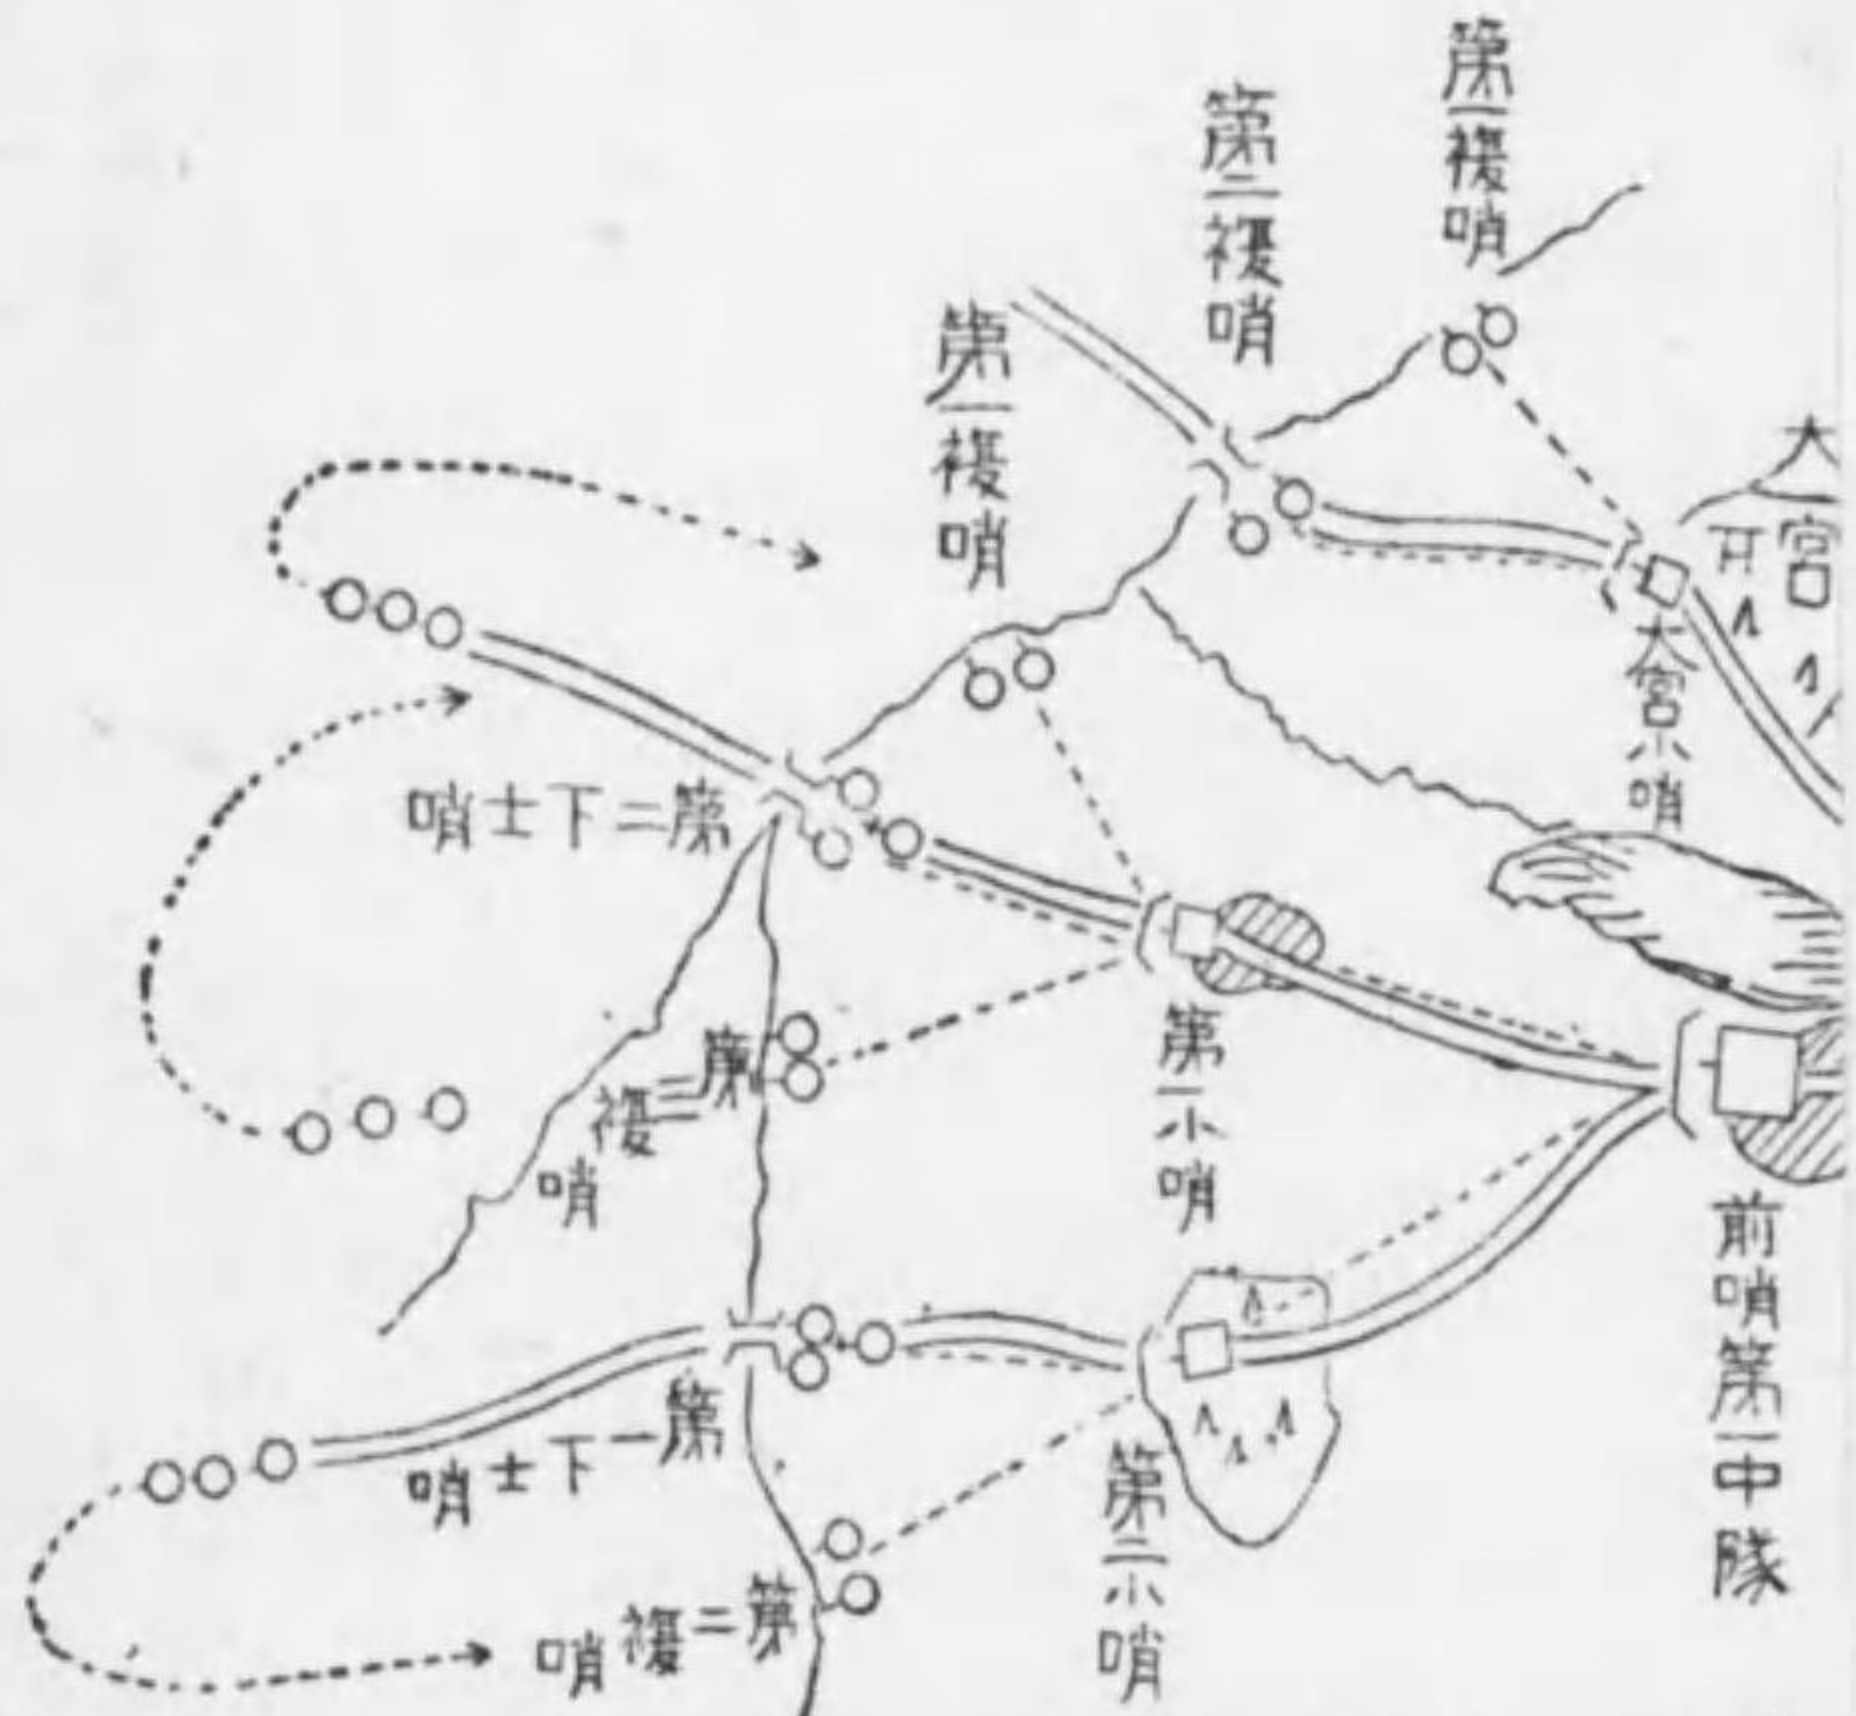 大宮
第一複哨
第二複哨
第一複哨
大宮小哨
第二下士哨
第三複哨
第一小哨
前哨第一中隊
第一下士哨
第二小哨
第二複哨